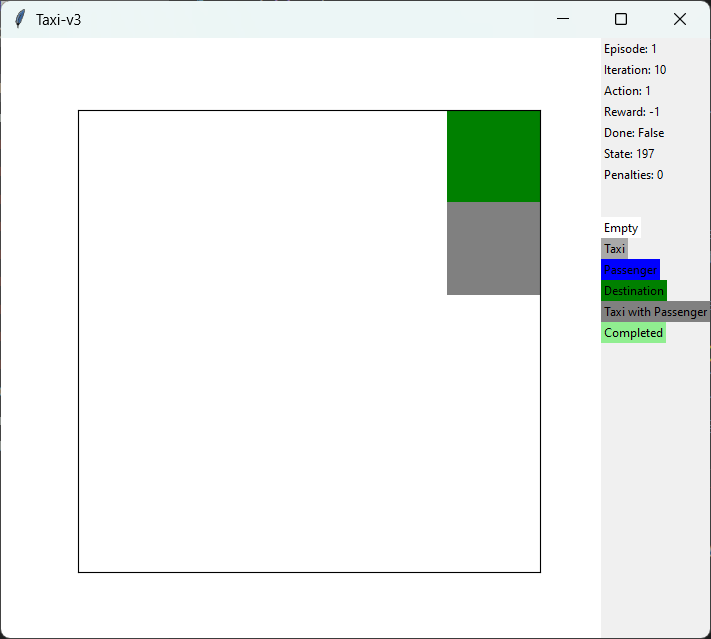 Taxi-v3
Episode: 1
Iteration: 10
Action: 1
Reward: -1
Done: False
State: 197
Penalties: 0
Empty
Taxi
Passenger
Destination
Taxi with Passenger
Completed